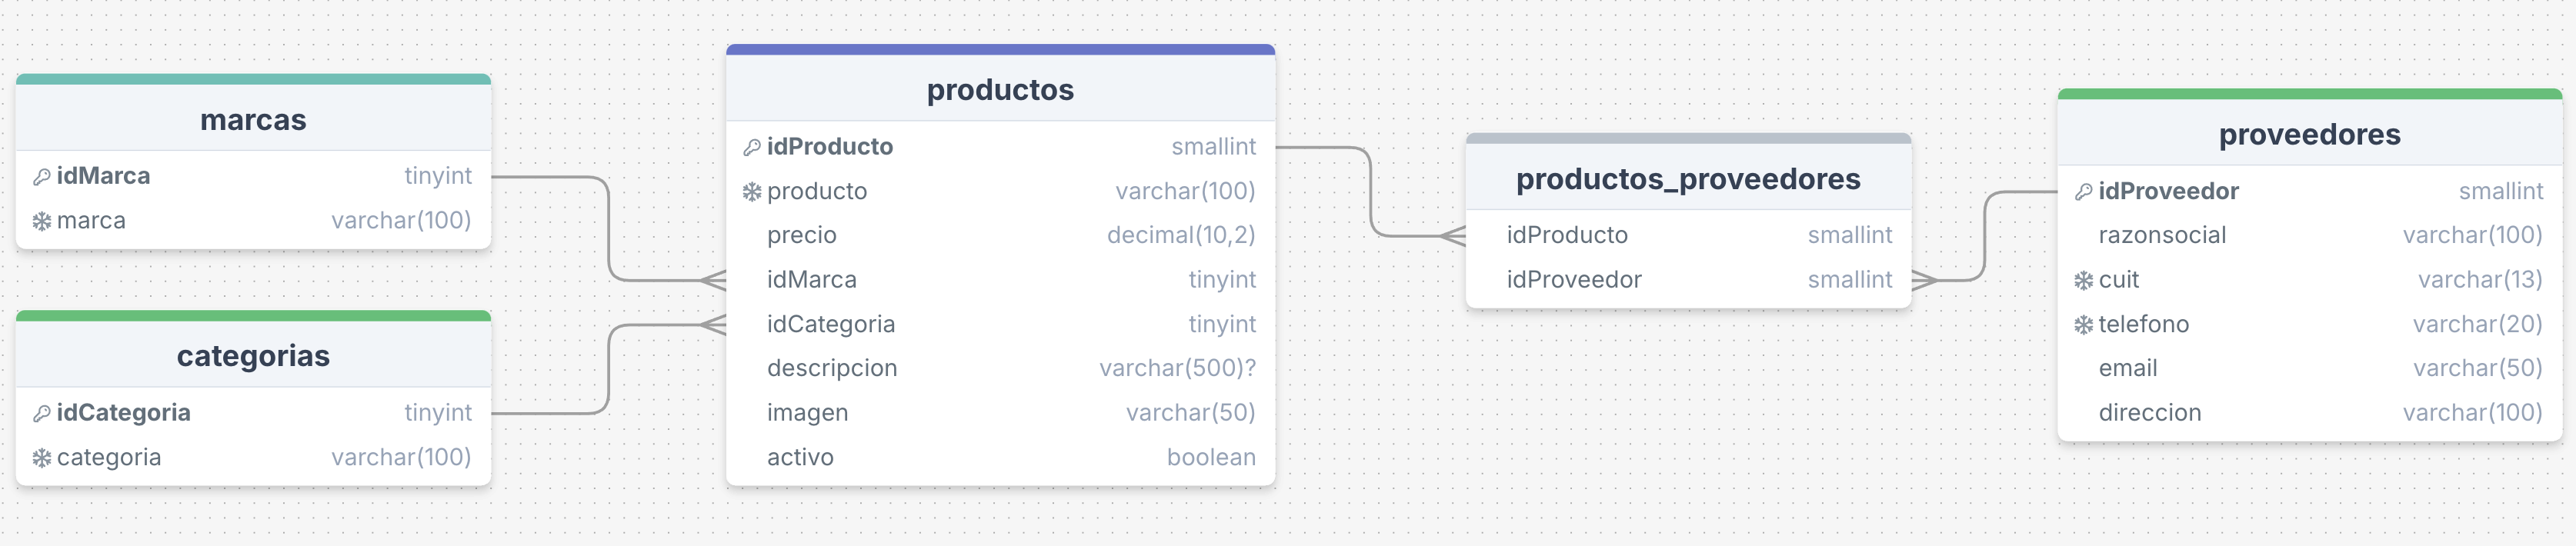 marcas
idMarca tinyint
marca varchar(100)
categorias
idCategoria tinyint
categoria varchar(100)
productos
idProducto smallint
producto varchar(100)
precio decimal(10,2)
idMarca tinyint
idCategoria tinyint
descripcion varchar(500)?
imagen varchar(50)
activo boolean
productos_proveedores
idProducto smallint
idProveedor smallint
proveedores
idProveedor smallint
razonsocial varchar(100)
cuit varchar(13)
telefono varchar(20)
email varchar(50)
direccion varchar(100)